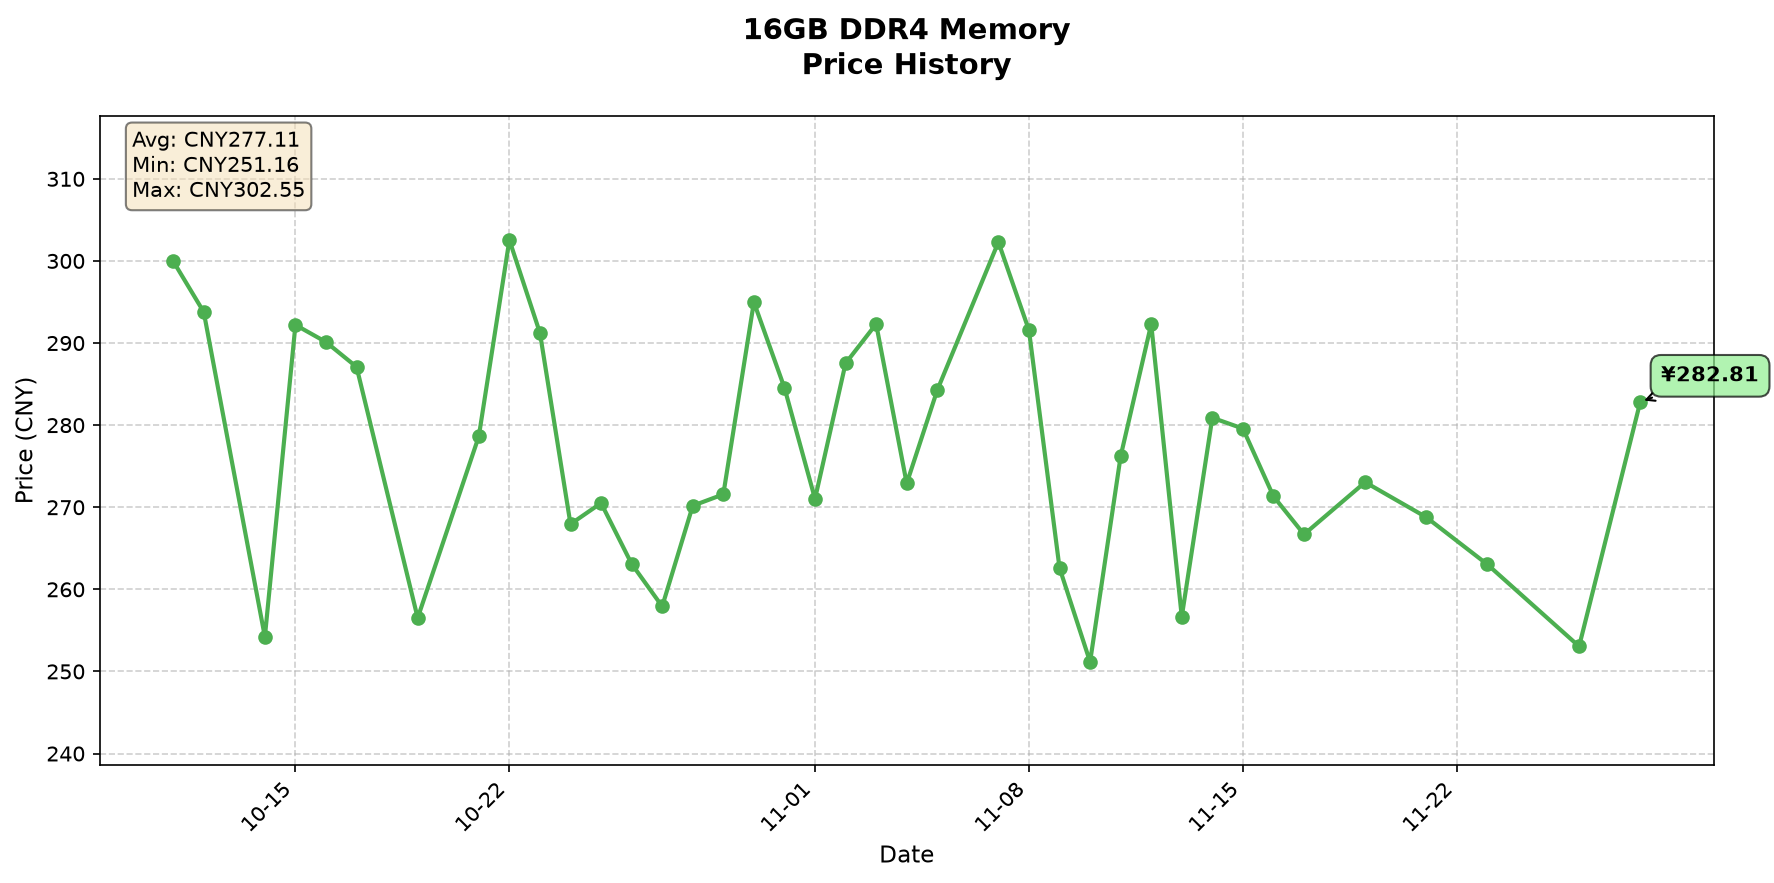 16GB DDR4 Memory
Price History
Avg: CNY277.11
Min: CNY251.16
Max: CNY302.55
310
300
290
280
270
260
250
240
Price (CNY)
¥282.81
10-15
10-22
11-01
11-08
11-15
11-22
Date